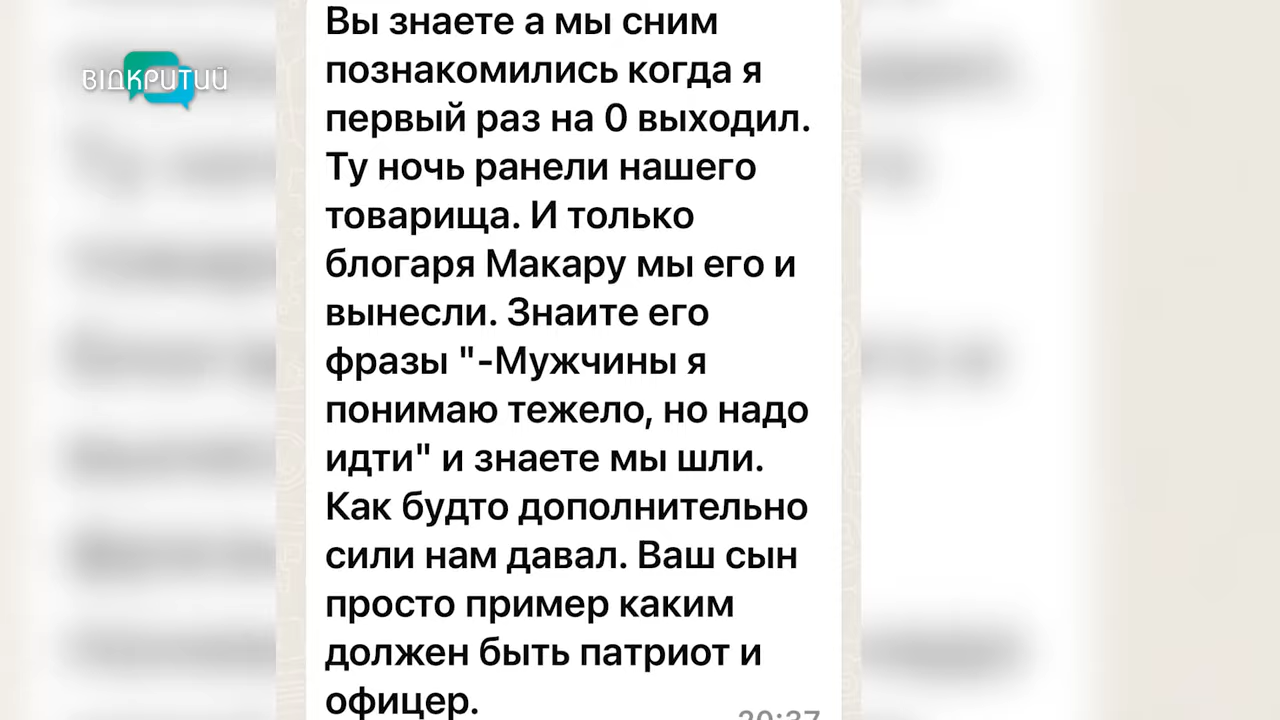 Вы знаете а мы сним
ВІДКРИТИЙ
познакомились когда я
первый раз на 0 выходил.
Ту ночь ранели нашего
товарища. И только
блогаря Макару мы его и
вынесли. Знаите его
фразы "-Мужчины я
понимаю тежело, но надо
идти" и знаете мы шли.
Как будто дополнительно
сили нам давал. Ваш сын
просто пример каким
должен быть патриот и
офицер.
20:37